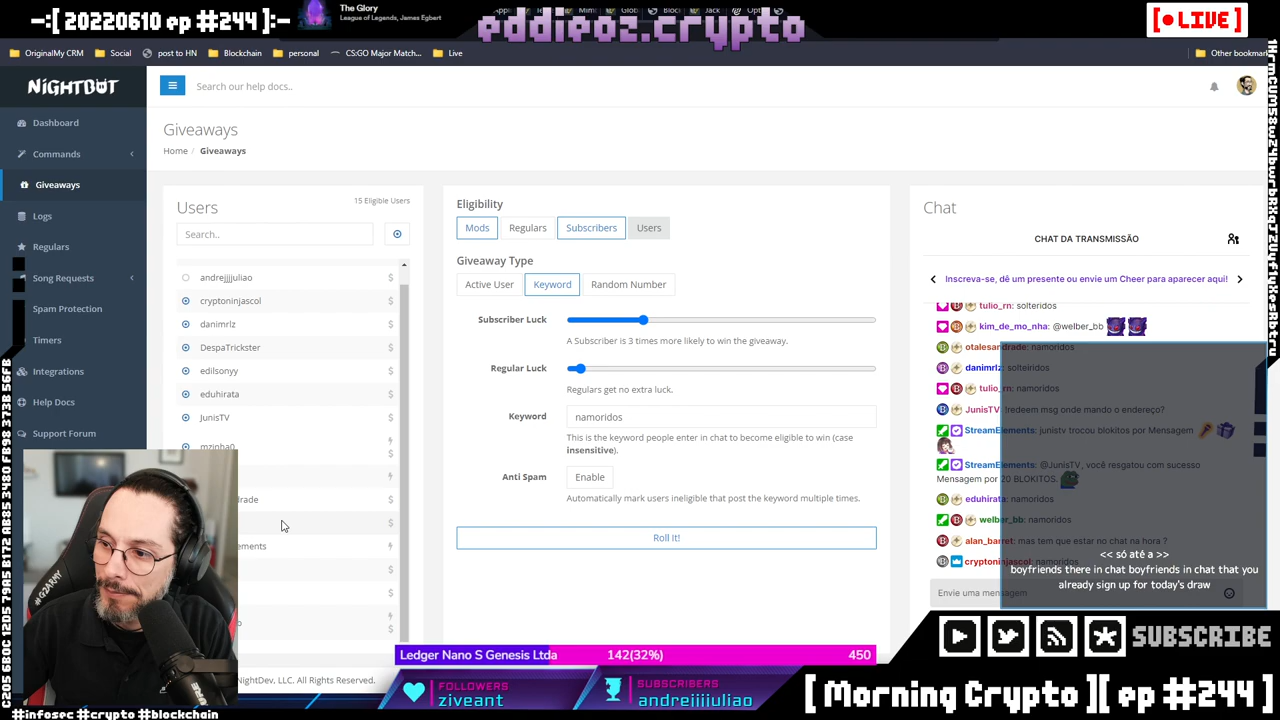 -:[ 20220610 ep #244 ]:-
The Glory
League of Legends, James Egbert
eddieoz.crypto
[ ● LIVE ]
OriginalMy CRM
Social
post to HN
Blockchain
personal
CS:GO Major Match...
Live
Other bookmar
NiGHTBOT
Search our help docs..
Dashboard
Commands
Giveaways
Logs
Regulars
Song Requests
Spam Protection
Timers
Integrations
Help Docs
Support Forum
Giveaways
Home / Giveaways
Users
15 Eligible Users
Search..
andrejjjjuliao $
cryptoninjascol $
danimrlz $
DespaTrickster $
edilsonyy $
eduhirata $
JunisTV $
mzinha0 $
rade $
$
ements
$
$
NightDev, LLC. All Rights Reserved.
Eligibility
Mods Regulars Subscribers Users
Giveaway Type
Active User Keyword Random Number
Subscriber Luck
A Subscriber is 3 times more likely to win the giveaway.
Regular Luck
Regulars get no extra luck.
Keyword
namoridos
This is the keyword people enter in chat to become eligible to win (case
insensitive).
Anti Spam
Enable
Automatically mark users ineligible that post the keyword multiple times.
Roll It!
Chat
CHAT DA TRANSMISSÃO
Inscreva-se, dê um presente ou envie um Cheer para aparecer aqui!
tulio_rn: solteridos
kim_de_mo_nha: @welber_bb
otalesandrade: namoridos
danimrlz: solteiridos
tulio_rn: namoridos
JunisTV: !redeem msg onde mando o endereço?
StreamElements: junistv trocou blokitos por Mensagem
StreamElements: @JunisTV, você resgatou com sucesso
Mensagem por 20 BLOKITOS.
eduhirata: namoridos
welber_bb: namoridos
alan_barret: mas tem que estar no chat na hora ?
cryptoninjascol:
<< só até a >>
boyfriends there in chat boyfriends in chat that you
already sign up for today's draw
Envie uma mensagem
Ledger Nano S Genesis Ltda 142(32%) 450
FOLLOWERS
ziveant
SUBSCRIBERS
andrejjjjuliao
SUBSCRIBE
[ Morning Crypto ][ ep #244 ]
#infosec #crypto #blockchain